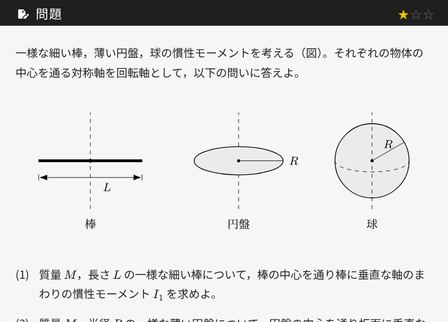 問題
★☆☆
一様な細い棒，薄い円盤，球の慣性モーメントを考える（図）。それぞれの物体の
中心を通る対称軸を回転軸として，以下の問いに答えよ。
L
R
R
棒
円盤
球
(1) 質量 M，長さ L の一様な細い棒について，棒の中心を通り棒に垂直な軸のま
わりの慣性モーメント I₁ を求めよ。